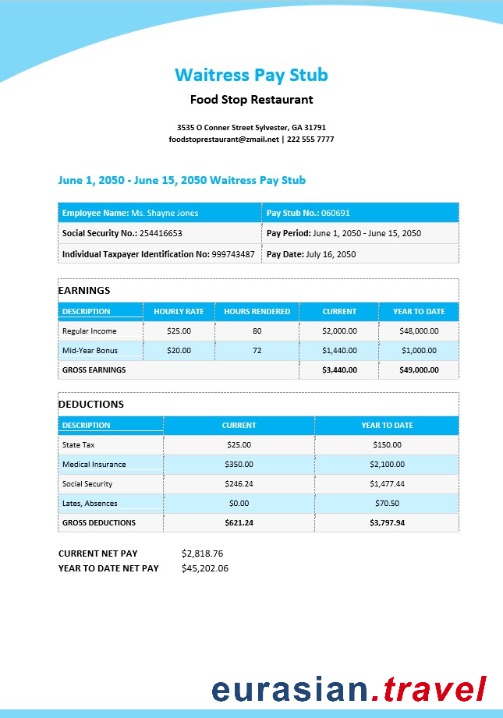 Waitress Pay Stub
Food Stop Restaurant
3535 O Conner Street Sylvester, GA 31791
foodstoprestaurant@zmail.net | 222 555 7777
June 1, 2050 - June 15, 2050 Waitress Pay Stub
Employee Name: Ms. Shayne Jones Pay Stub No.: 060691
Social Security No.: 254416653 Pay Period: June 1, 2050 - June 15, 2050
Individual Taxpayer Identification No: 999743487 Pay Date: July 16, 2050
EARNINGS
DESCRIPTION HOURLY RATE HOURS RENDERED CURRENT YEAR TO DATE
Regular Income $25.00 80 $2,000.00 $48,000.00
Mid-Year Bonus $20.00 72 $1,440.00 $1,000.00
GROSS EARNINGS $3,440.00 $49,000.00
DEDUCTIONS
DESCRIPTION CURRENT YEAR TO DATE
State Tax $25.00 $150.00
Medical Insurance $350.00 $2,100.00
Social Security $246.24 $1,477.44
Lates, Absences $0.00 $70.50
GROSS DEDUCTIONS $621.24 $3,797.94
CURRENT NET PAY $2,818.76
YEAR TO DATE NET PAY $45,202.06
eurasian.travel